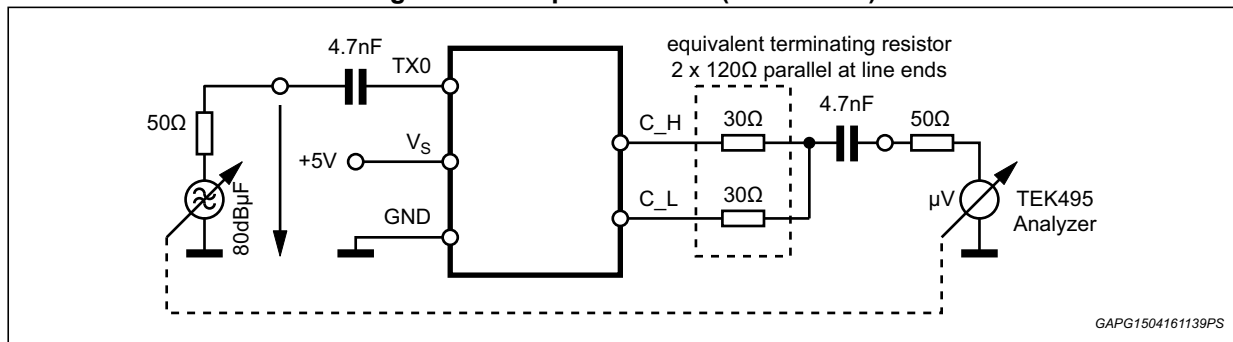 equivalent terminating resistor
2 x 120Ω parallel at line ends
4.7nF
TX0
50Ω
80dBµF
V_S
+5V
GND
C_H
30Ω
C_L
30Ω
4.7nF
50Ω
µV
TEK495
Analyzer
GAPG1504161139PS